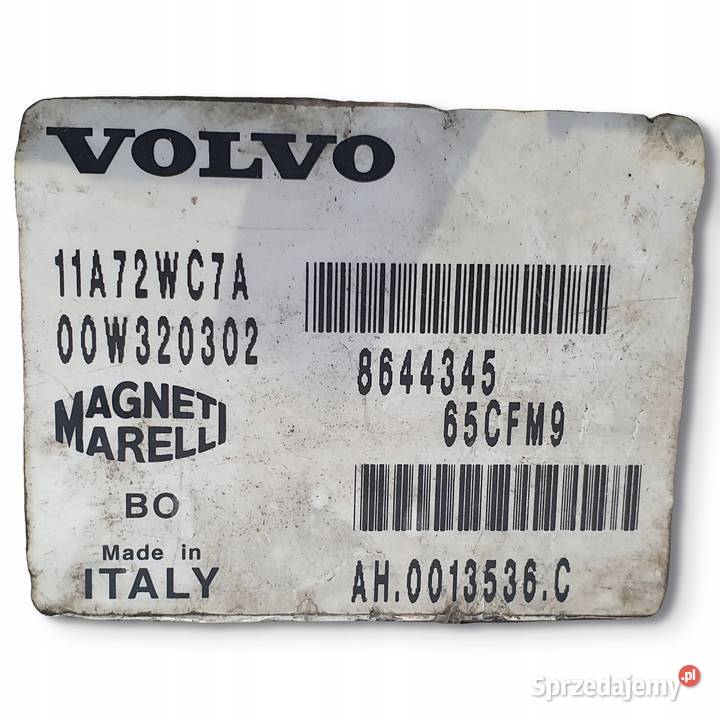 VOLVO
11A72WC7A
00W320302
8644345
65CFM9
MAGNETI
MARELLI
BO
Made in
ITALY
AH.0013536.C
Sprzedajemy.pl